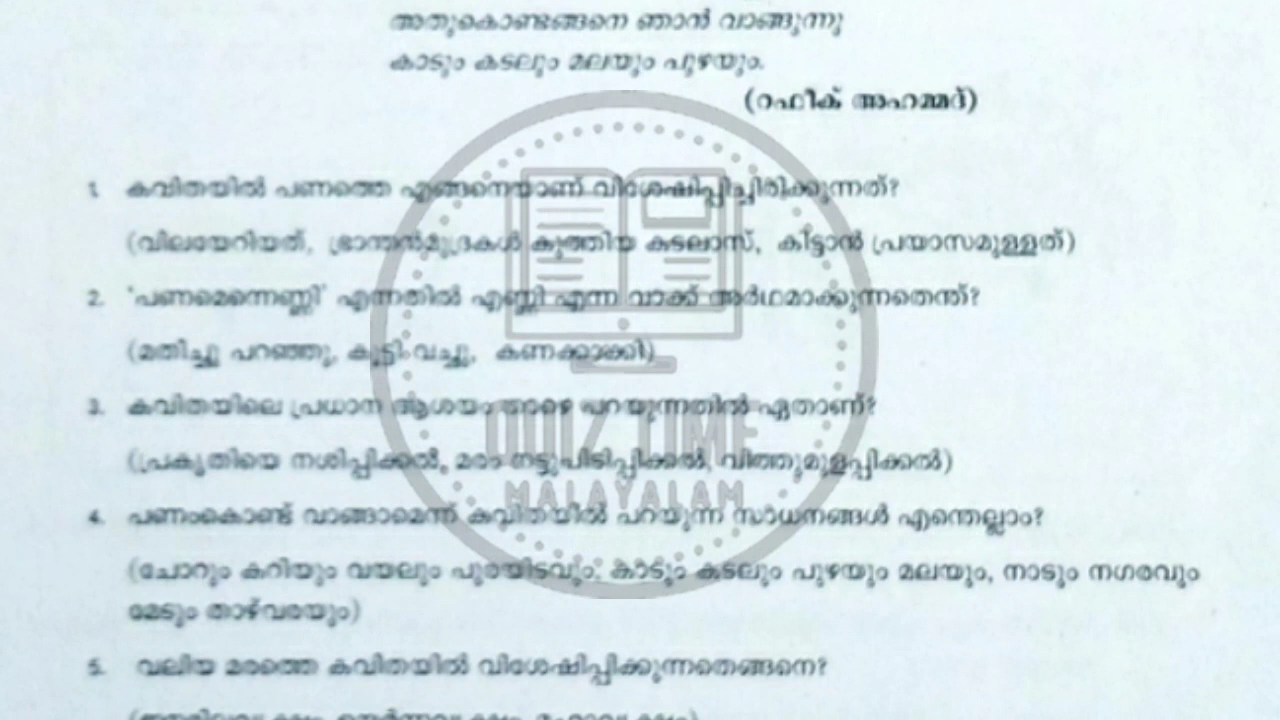 അതുകൊണ്ടങ്ങനെ ഞാൻ വാങ്ങുന്നു
കാടും കടലും മലയും പുഴയും.
(റഫീക് അഹമ്മദ്)
1. കവിതയിൽ പണത്തെ എങ്ങനെയാണ് വിശേഷിപ്പിച്ചിരിക്കുന്നത്?
(വിലയേറിയത്, ഭ്രാന്തൻമുദ്രകൾ കുത്തിയ കടലാസ്, കിട്ടാൻ പ്രയാസമുള്ളത്)
2. 'പണമെന്നെണ്ണി' എന്നതിൽ എണ്ണി എന്ന വാക്ക് അർഥമാക്കുന്നതെന്ത്?
(മതിച്ചു പറഞ്ഞു, കൂട്ടിവച്ചു, കണക്കാക്കി)
3. കവിതയിലെ പ്രധാന ആശയം താഴെ പറയുന്നതിൽ ഏതാണ്?
(പ്രകൃതിയെ നശിപ്പിക്കൽ, മരം നട്ടുപിടിപ്പിക്കൽ, വിത്തുമുളപ്പിക്കൽ)
QUIZ TIME
MALAYALAM
4. പണംകൊണ്ട് വാങ്ങാമെന്ന് കവിതയിൽ പറയുന്ന സാധനങ്ങൾ എന്തെല്ലാം?
(ചോറും കറിയും വയലും പുരയിടവും, കാടും കടലും പുഴയും മലയും, നാടും നഗരവും
മേടും താഴ്‌വരയും)
5. വലിയ മരത്തെ കവിതയിൽ വിശേഷിപ്പിക്കുന്നതെങ്ങനെ?